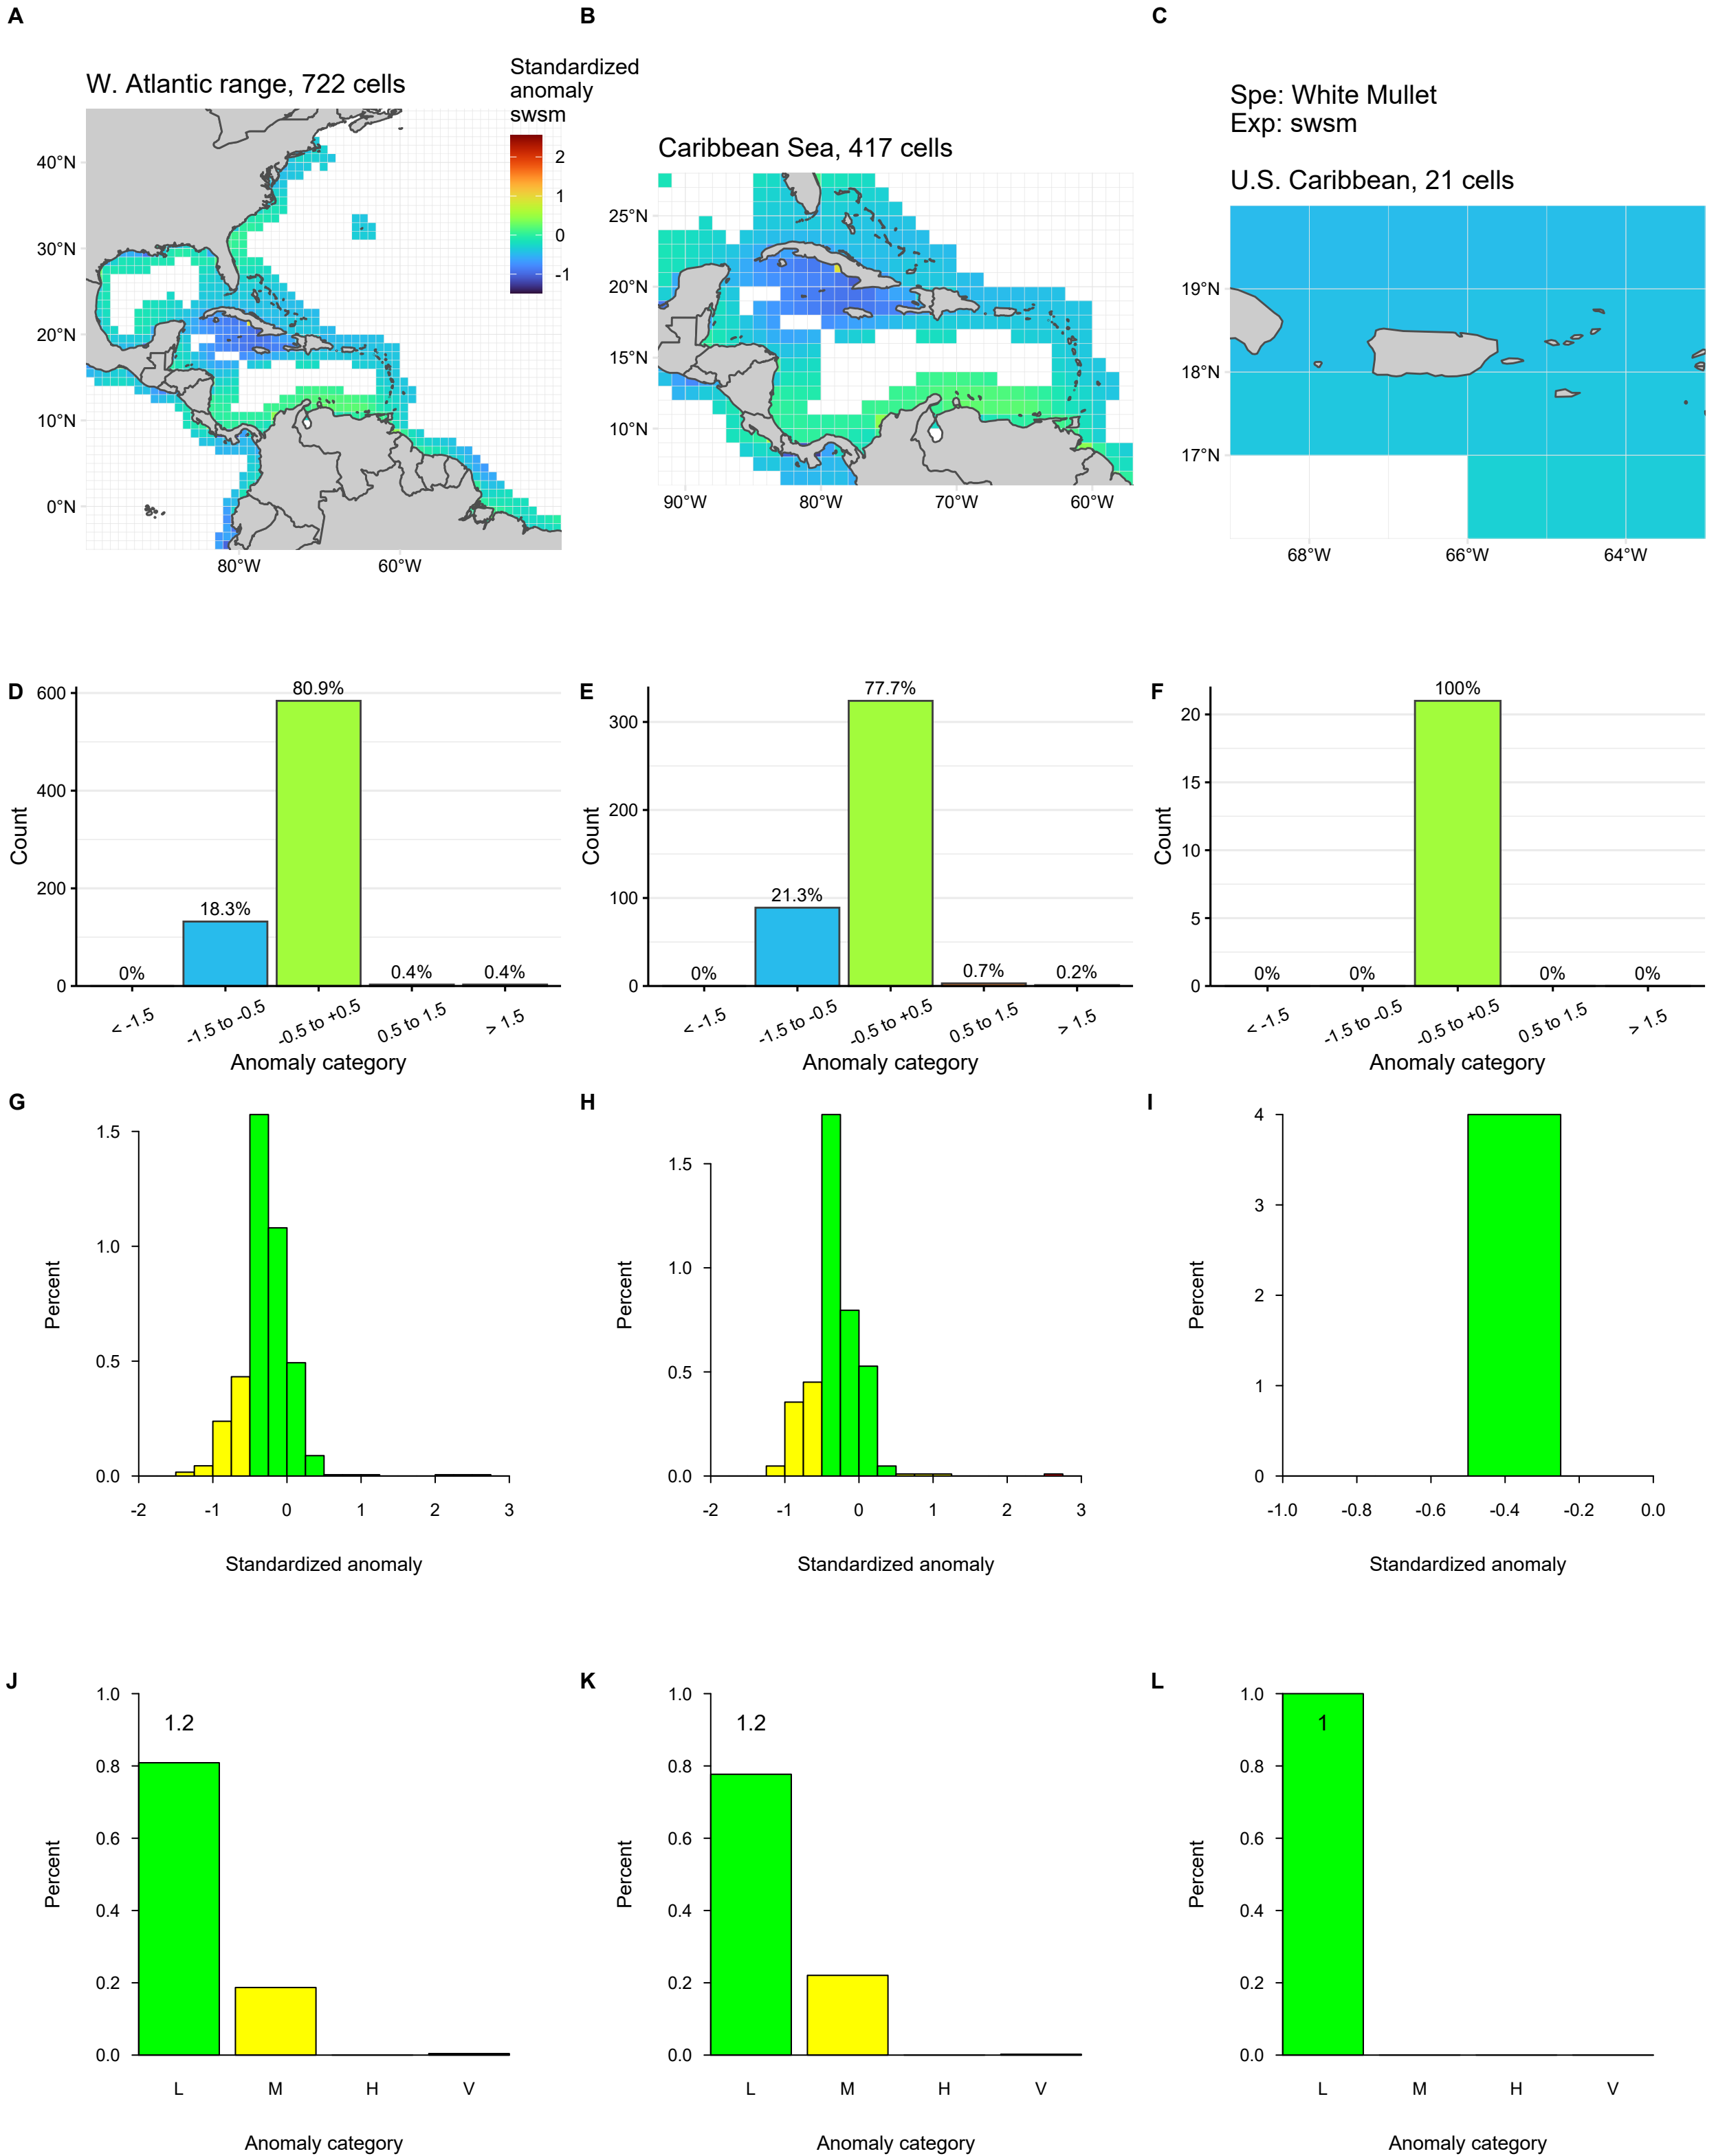 A
B
C
W. Atlantic range, 722 cells
Standardized
anomaly
swsm
2
1
0
-1
40°N
30°N
20°N
10°N
0°N
80°W
60°W
Caribbean Sea, 417 cells
25°N
20°N
15°N
10°N
90°W
80°W
70°W
60°W
Spe: White Mullet
Exp: swsm
U.S. Caribbean, 21 cells
19°N
18°N
17°N
68°W
66°W
64°W
D
Count
600
400
200
0
0%
18.3%
80.9%
0.4%
0.4%
< -1.5
-1.5 to -0.5
-0.5 to +0.5
0.5 to 1.5
> 1.5
Anomaly category
E
Count
300
200
100
0
0%
21.3%
77.7%
0.7%
0.2%
< -1.5
-1.5 to -0.5
-0.5 to +0.5
0.5 to 1.5
> 1.5
Anomaly category
F
Count
20
15
10
5
0
0%
0%
100%
0%
0%
< -1.5
-1.5 to -0.5
-0.5 to +0.5
0.5 to 1.5
> 1.5
Anomaly category
G
Percent
1.5
1.0
0.5
0.0
-2
-1
0
1
2
3
Standardized anomaly
H
Percent
1.5
1.0
0.5
0.0
-2
-1
0
1
2
3
Standardized anomaly
I
Percent
4
3
2
1
0
-1.0
-0.8
-0.6
-0.4
-0.2
0.0
Standardized anomaly
J
Percent
1.0
0.8
0.6
0.4
0.2
0.0
1.2
L
M
H
V
Anomaly category
K
Percent
1.0
0.8
0.6
0.4
0.2
0.0
1.2
L
M
H
V
Anomaly category
L
Percent
1.0
0.8
0.6
0.4
0.2
0.0
1
L
M
H
V
Anomaly category